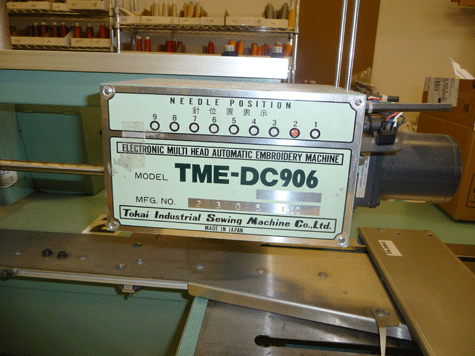 NEEDLE POSITION
針位置表示
9 8 7 6 5 4 3 2 1
ELECTRONIC MULTI HEAD AUTOMATIC EMBROIDERY MACHINE
MODEL TME-DC906
MFG. NO.
Tokai Industrial Sewing Machine Co.,Ltd.
MADE IN JAPAN